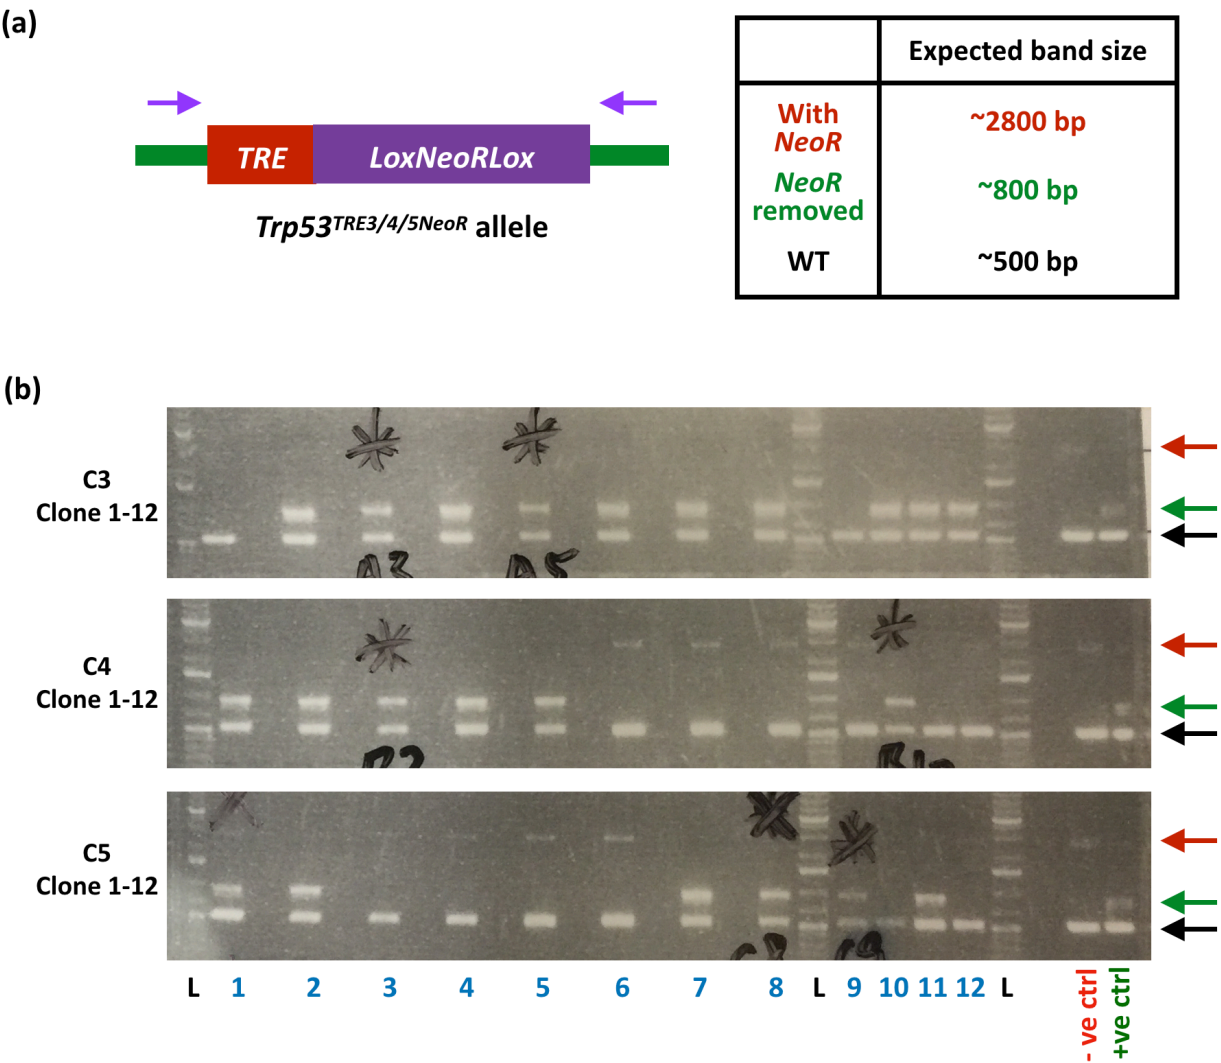 (a)
Expected band size
With
NeoR
~2800 bp
NeoR
removed
~800 bp
WT
~500 bp
TRE
LoxNeoRLox
Trp53TRE3/4/5NeoR allele
(b)
C3
Clone 1-12
A3
A5
C4
Clone 1-12
C5
Clone 1-12
L 1 2 3 4 5 6 7 8 L 9 10 11 12 L
- ve ctrl
+ve ctrl